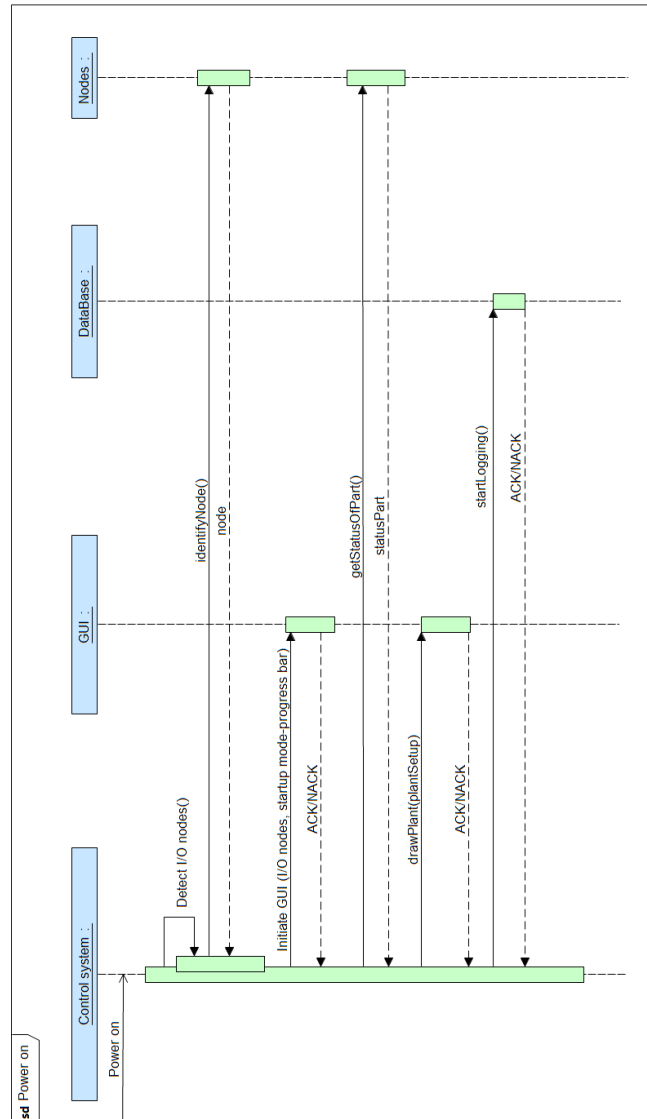 sd Power on
Control system :
GUI :
DataBase :
Nodes :
Power on
Detect I/O nodes()
identifyNode()
node
Initiate GUI (I/O nodes, startup mode-progress bar)
ACK/NACK
getStatusOfPart()
statusPart
drawPlant(plantSetup)
ACK/NACK
startLogging()
ACK/NACK